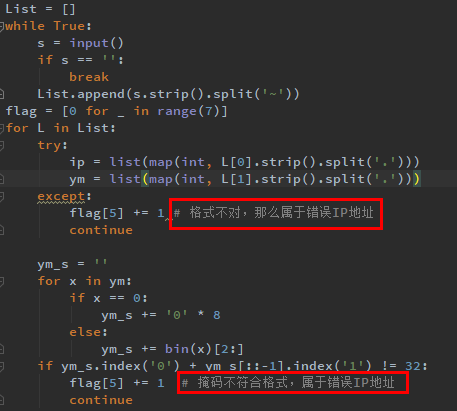 List = []
while True:
    s = input()
    if s == '':
        break
    List.append(s.strip().split('~'))
flag = [0 for _ in range(7)]
for L in List:
    try:
        ip = list(map(int, L[0].strip().split('.')))
        ym = list(map(int, L[1].strip().split('.')))
    except:
        flag[5] += 1 # 格式不对，那么属于错误IP地址
        continue

    ym_s = ''
    for x in ym:
        if x == 0:
            ym_s += '0' * 8
        else:
            ym_s += bin(x)[2:]
    if ym_s.index('0') + ym_s[::-1].index('1') != 32:
        flag[5] += 1 # 掩码不符合格式，属于错误IP地址
        continue